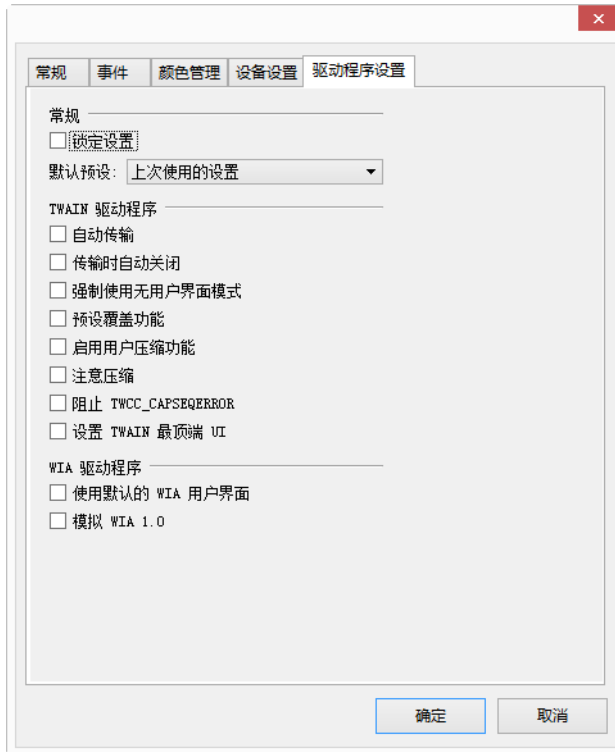 常规 事件 颜色管理 设备设置 驱动程序设置
常规
锁定设置
默认预设: 上次使用的设置
TWAIN 驱动程序
自动传输
传输时自动关闭
强制使用无用户界面模式
预设覆盖功能
启用用户压缩功能
注意压缩
阻止 TWCC_CAPSEQERROR
设置 TWAIN 最顶端 UI
WIA 驱动程序
使用默认的 WIA 用户界面
模拟 WIA 1.0
确定 取消